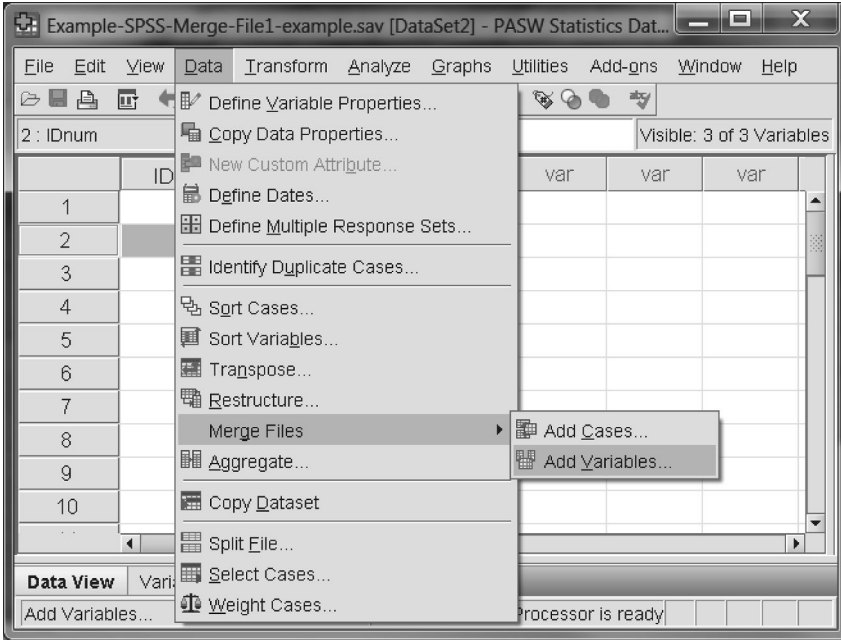 Example-SPSS-Merge-File1-example.sav [DataSet2] - PASW Statistics Dat...
File Edit View Data Transform Analyze Graphs Utilities Add-ons Window Help
2 : IDnum Visible: 3 of 3 Variables
ID var var var
1
2
3
4
5
6
7
8
9
10
Define Variable Properties...
Copy Data Properties...
New Custom Attribute...
Define Dates...
Define Multiple Response Sets...
Identify Duplicate Cases...
Sort Cases...
Sort Variables...
Transpose...
Restructure...
Merge Files
Aggregate...
Copy Dataset
Split File...
Select Cases...
Weight Cases...
Add Cases...
Add Variables...
Data View Vari
Add Variables... Processor is ready